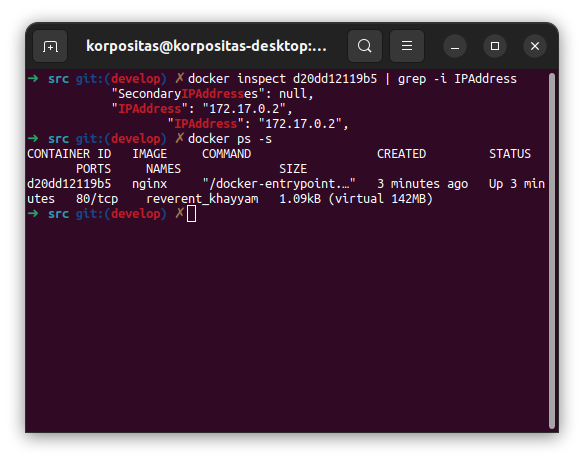 korpositas@korpositas-desktop:...
➜ src git:(develop) ✗ docker inspect d20dd12119b5 | grep -i IPAddress
"SecondaryIPAddresses": null,
"IPAddress": "172.17.0.2",
"IPAddress": "172.17.0.2",
➜ src git:(develop) ✗ docker ps -s
CONTAINER ID   IMAGE     COMMAND                  CREATED         STATUS
PORTS     NAMES              SIZE
d20dd12119b5   nginx     "/docker-entrypoint.…"   3 minutes ago   Up 3 min
utes   80/tcp    reverent_khayyam   1.09kB (virtual 142MB)
➜ src git:(develop) ✗